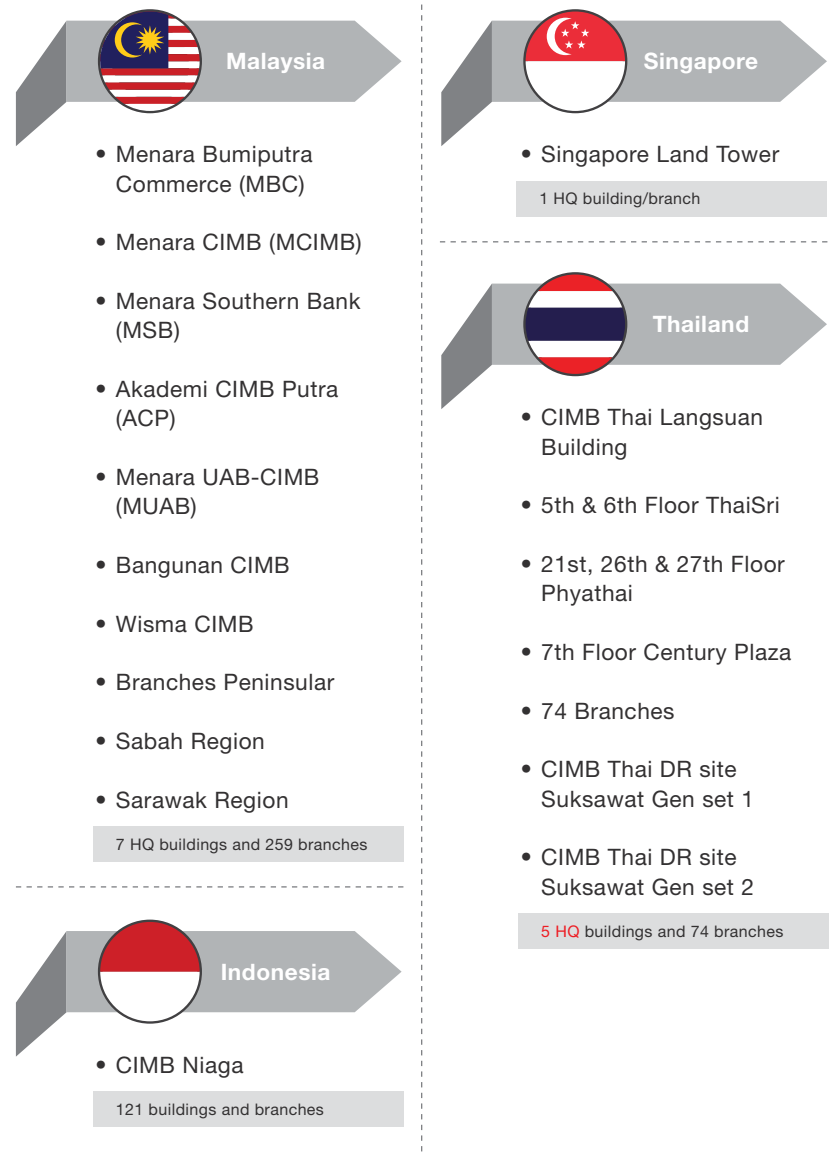 Malaysia
• Menara Bumiputra
Commerce (MBC)
• Menara CIMB (MCIMB)
• Menara Southern Bank
(MSB)
• Akademi CIMB Putra
(ACP)
• Menara UAB-CIMB
(MUAB)
• Bangunan CIMB
• Wisma CIMB
• Branches Peninsular
• Sabah Region
• Sarawak Region
7 HQ buildings and 259 branches
Indonesia
• CIMB Niaga
121 buildings and branches
Singapore
• Singapore Land Tower
1 HQ building/branch
Thailand
• CIMB Thai Langsuan
Building
• 5th & 6th Floor ThaiSri
• 21st, 26th & 27th Floor
Phyathai
• 7th Floor Century Plaza
• 74 Branches
• CIMB Thai DR site
Suksawat Gen set 1
• CIMB Thai DR site
Suksawat Gen set 2
5 HQ buildings and 74 branches